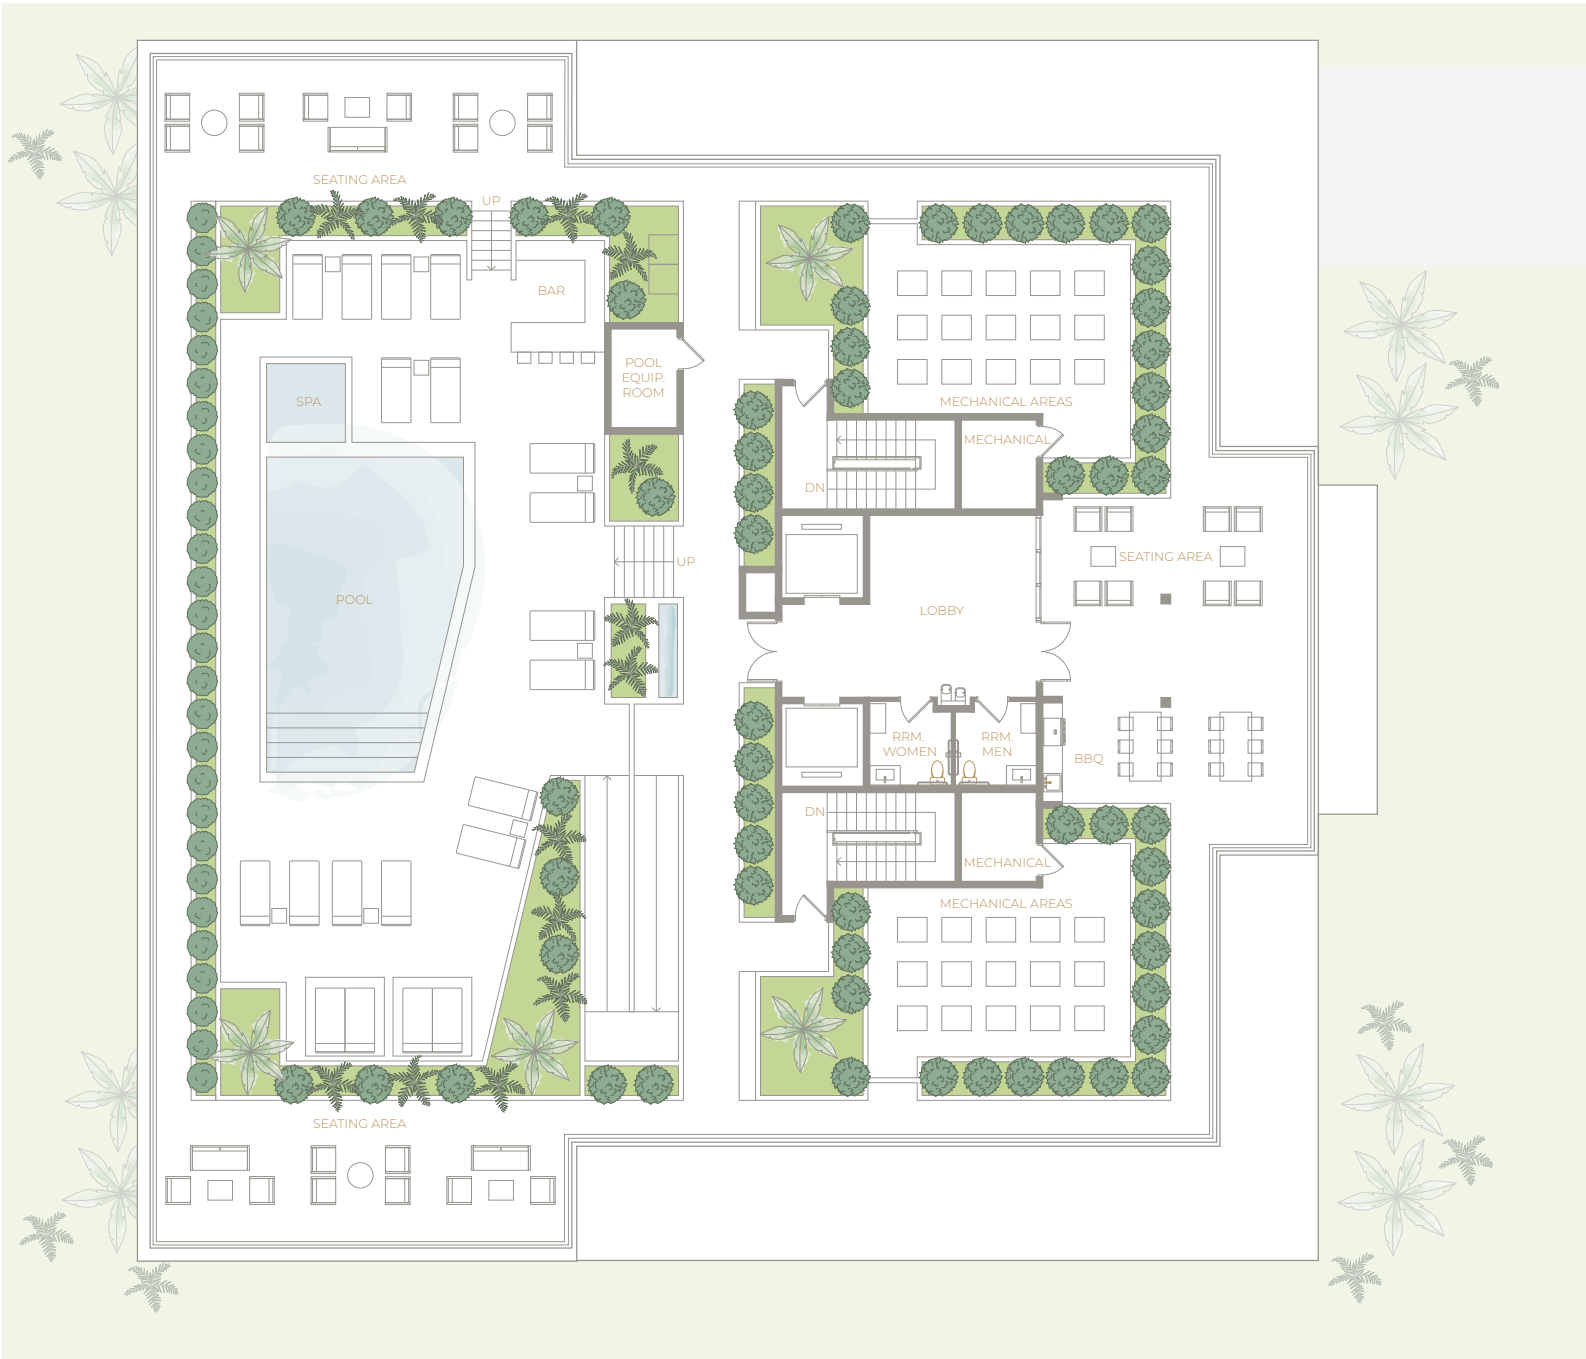 SEATING AREA
UP
BAR
POOL
EQUIP.
ROOM
SPA
MECHANICAL AREAS
MECHANICAL
DN
UP
SEATING AREA
POOL
LOBBY
RRM.
WOMEN
RRM.
MEN
BBQ
DN
MECHANICAL
MECHANICAL AREAS
SEATING AREA